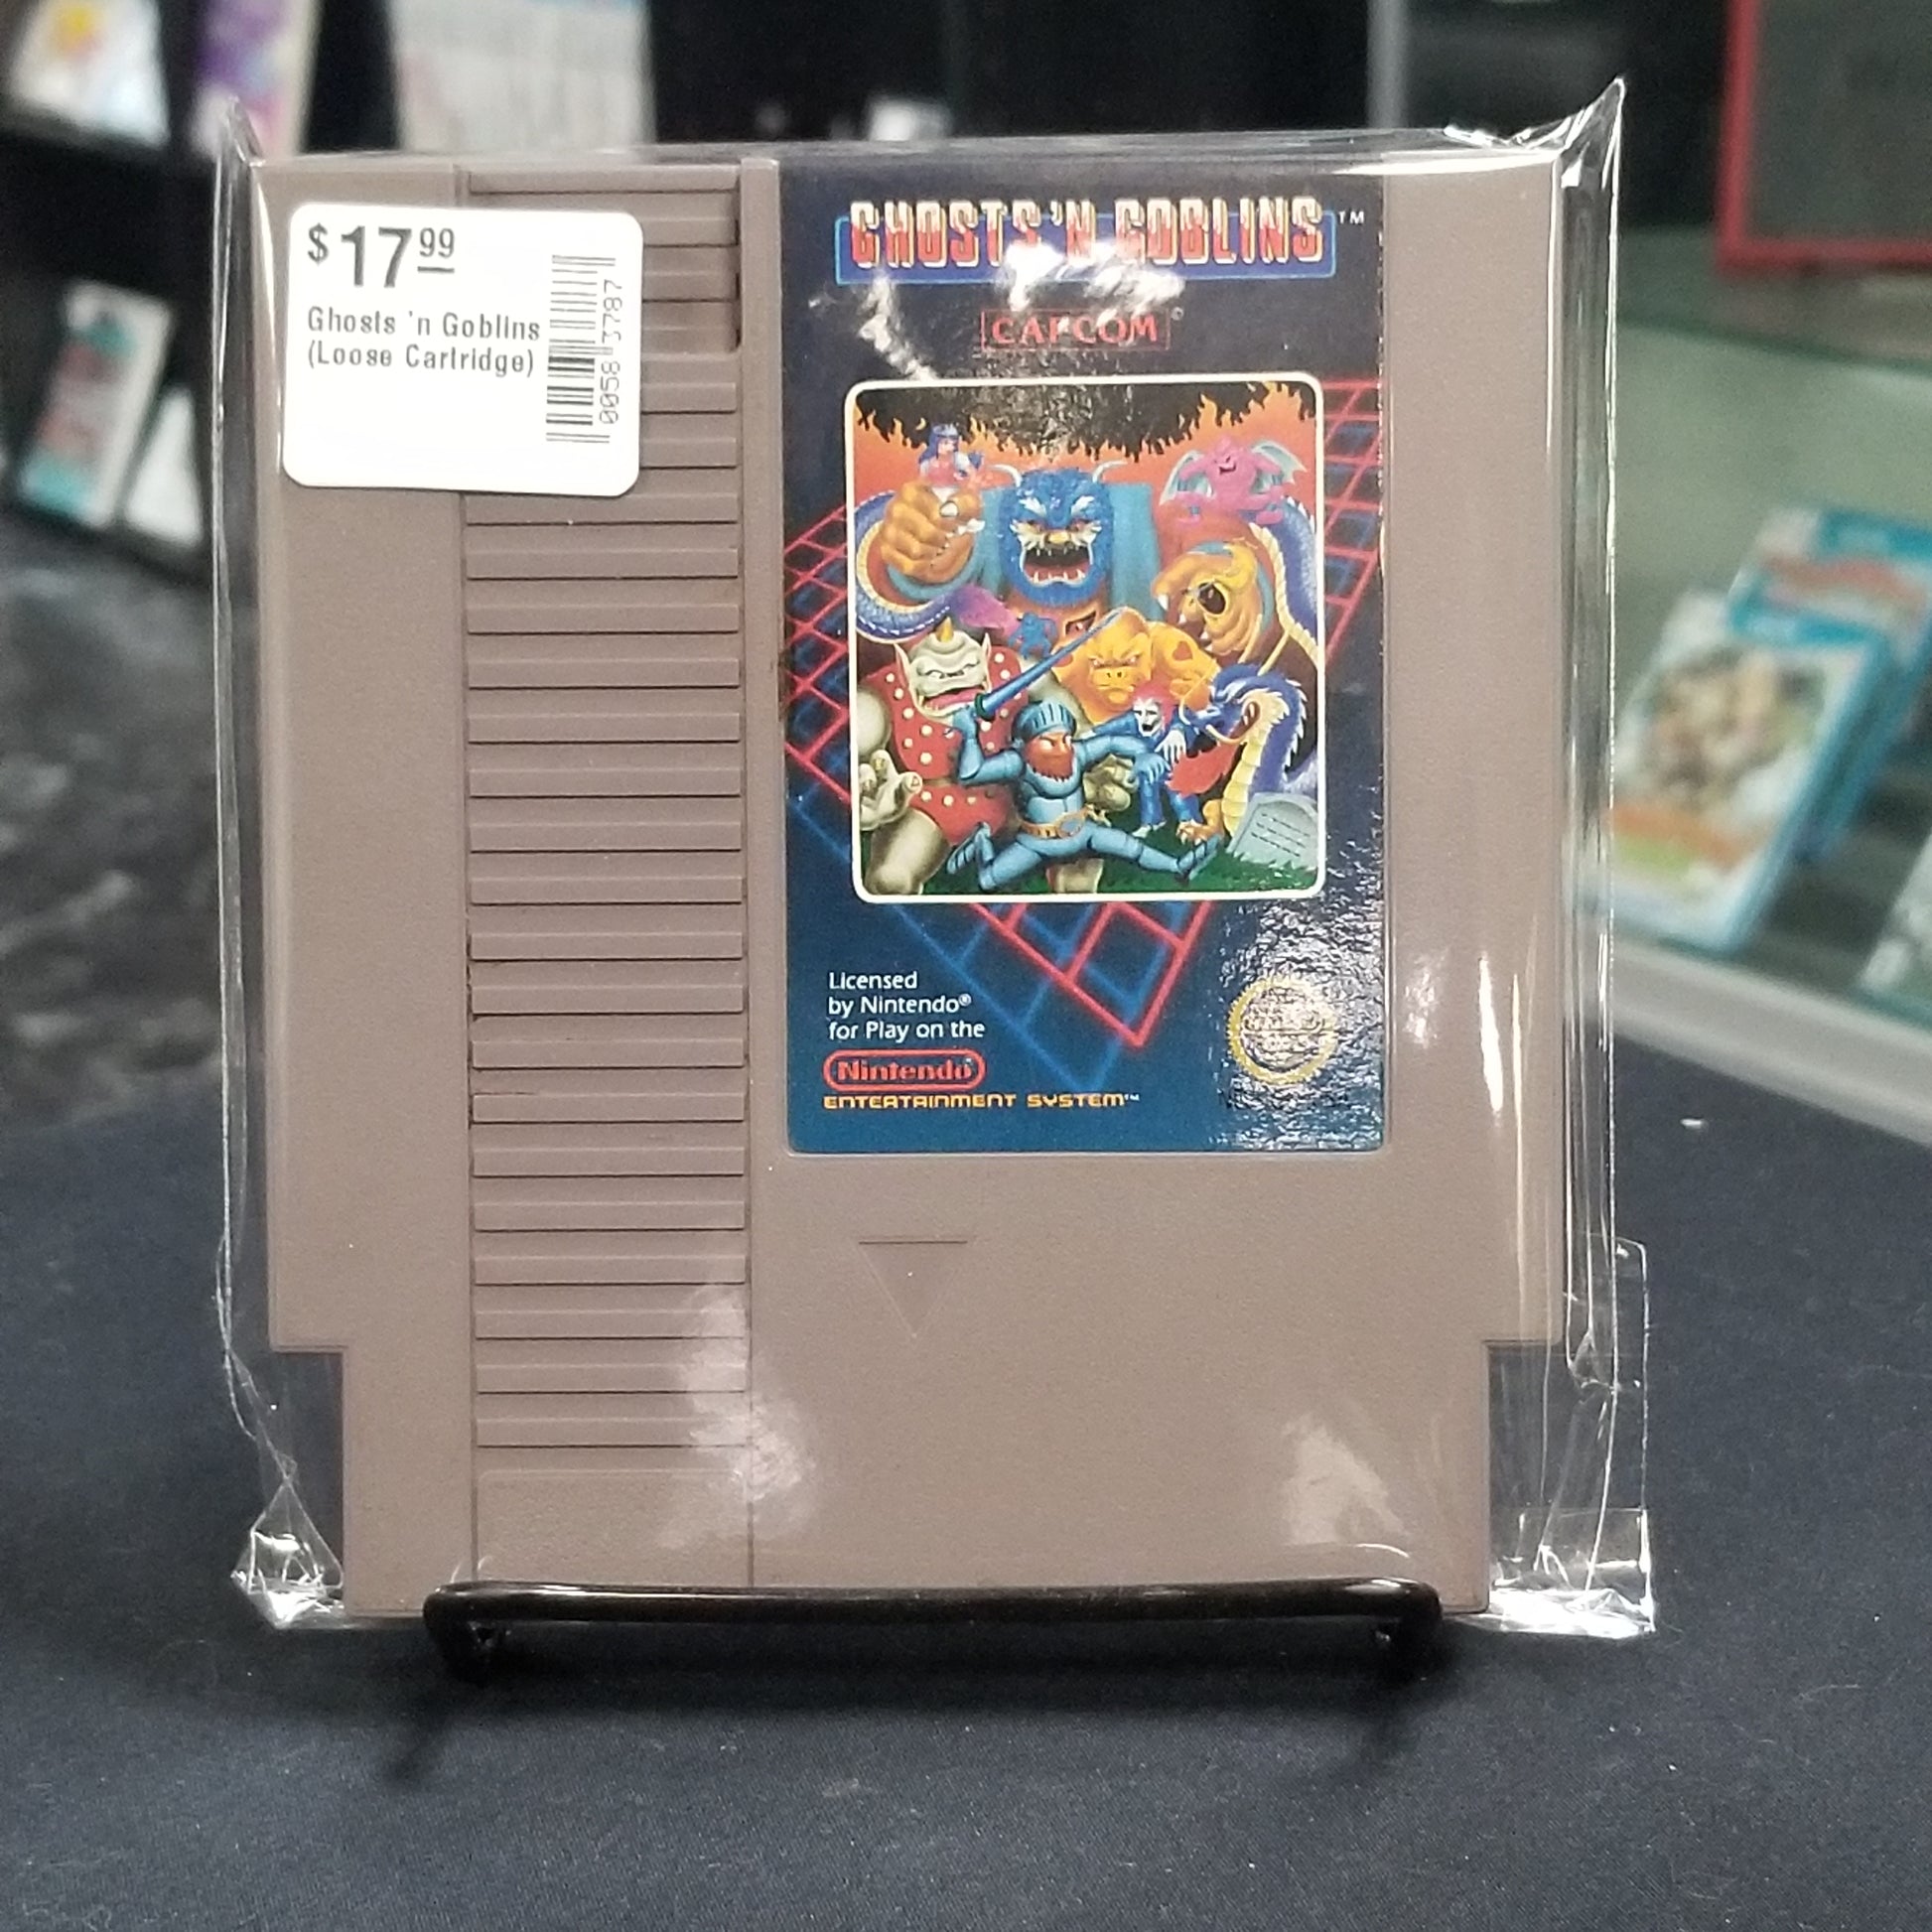 $17.99
Ghosts 'n Goblins
(Loose Cartridge)
0058 3787
GHOSTS 'N GOBLINS™
CAPCOM©
Licensed
by Nintendo®
for Play on the
Nintendo®
ENTERTAINMENT SYSTEM™